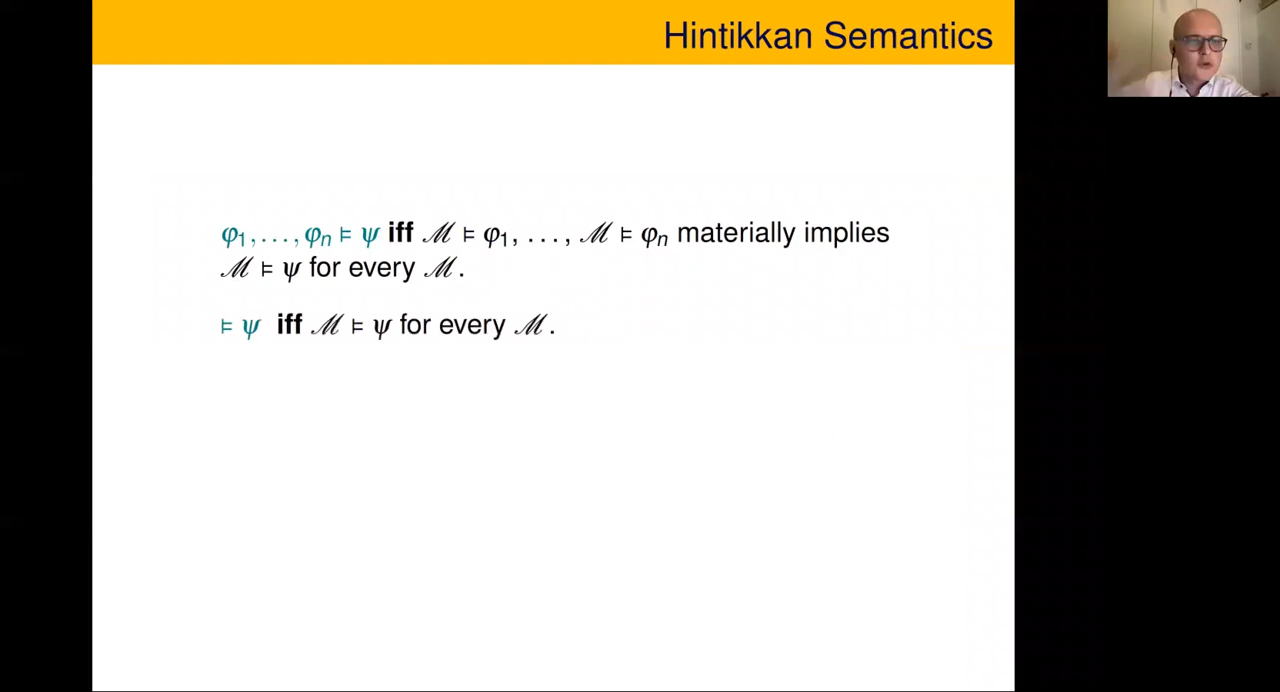 Hintikkan Semantics
φ₁, . . . , φₙ ⊨ ψ iff ℳ ⊨ φ₁, . . . , ℳ ⊨ φₙ materially implies
ℳ ⊨ ψ for every ℳ.
⊨ ψ iff ℳ ⊨ ψ for every ℳ.